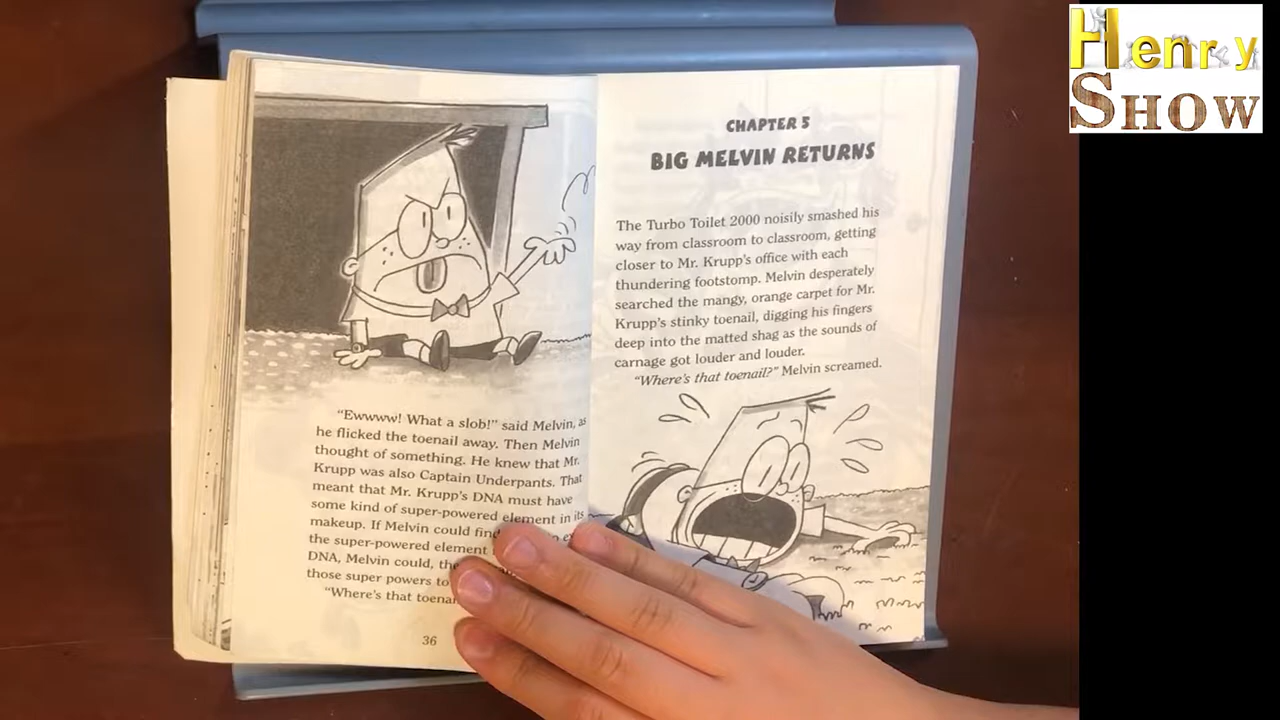 "Ewwww! What a slob!" said Melvin, as
he flicked the toenail away. Then Melvin
thought of something. He knew that Mr.
Krupp was also Captain Underpants. That
meant that Mr. Krupp's DNA must have
some kind of super-powered element in its
makeup. If Melvin could find
the super-powered element
DNA, Melvin could,
those super powers to
"Where's that
36
CHAPTER 5
BIG MELVIN RETURNS
The Turbo Toilet 2000 noisily smashed his
way from classroom to classroom, getting
closer to Mr. Krupp's office with each
thundering footstomp. Melvin desperately
searched the mangy, orange carpet for Mr.
Krupp's stinky toenail, digging his fingers
deep into the matted shag as the sounds of
carnage got louder and louder.
"Where's that toenail?" Melvin screamed.
Henry
SHOW